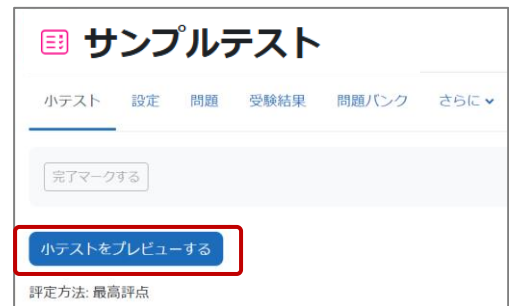 サンプルテスト
小テスト 設定 問題 受験結果 問題バンク さらに
完了マークする
小テストをプレビューする
評定方法: 最高評点